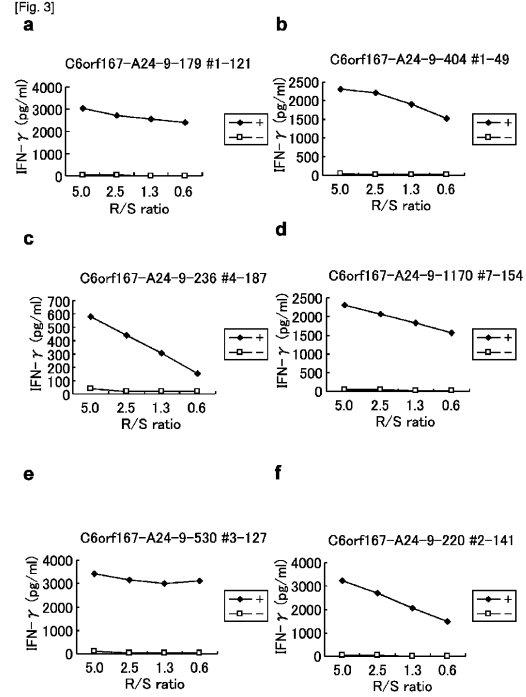 [Fig. 3]
a
C6orf167-A24-9-179 #1-121
IFN-γ (pg/ml)
4000
3000
2000
1000
0
5.0 2.5 1.3 0.6
R/S ratio
+
−
b
C6orf167-A24-9-404 #1-49
IFN-γ (pg/ml)
2500
2000
1500
1000
500
0
5.0 2.5 1.3 0.6
R/S ratio
+
−
c
C6orf167-A24-9-236 #4-187
IFN-γ (pg/ml)
700
600
500
400
300
200
100
0
5.0 2.5 1.3 0.6
R/S ratio
+
−
d
C6orf167-A24-9-1170 #7-154
IFN-γ (pg/ml)
2500
2000
1500
1000
500
0
5.0 2.5 1.3 0.6
R/S ratio
+
−
e
C6orf167-A24-9-530 #3-127
IFN-γ (pg/ml)
4000
3000
2000
1000
0
5.0 2.5 1.3 0.6
R/S ratio
+
−
f
C6orf167-A24-9-220 #2-141
IFN-γ (pg/ml)
4000
3000
2000
1000
0
5.0 2.5 1.3 0.6
R/S ratio
+
−